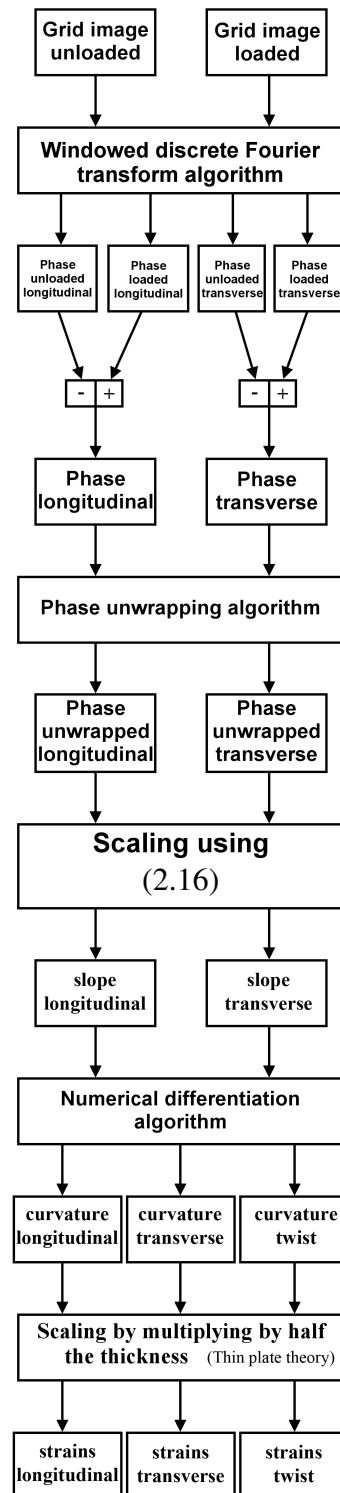 Grid image
unloaded
Grid image
loaded
Windowed discrete Fourier
transform algorithm
Phase
unloaded
longitudinal
Phase
loaded
longitudinal
Phase
unloaded
transverse
Phase
loaded
transverse
- +
- +
Phase
longitudinal
Phase
transverse
Phase unwrapping algorithm
Phase
unwrapped
longitudinal
Phase
unwrapped
transverse
Scaling using
(2.16)
slope
longitudinal
slope
transverse
Numerical differentiation
algorithm
curvature
longitudinal
curvature
transverse
curvature
twist
Scaling by multiplying by half
the thickness (Thin plate theory)
strains
longitudinal
strains
transverse
strains
twist